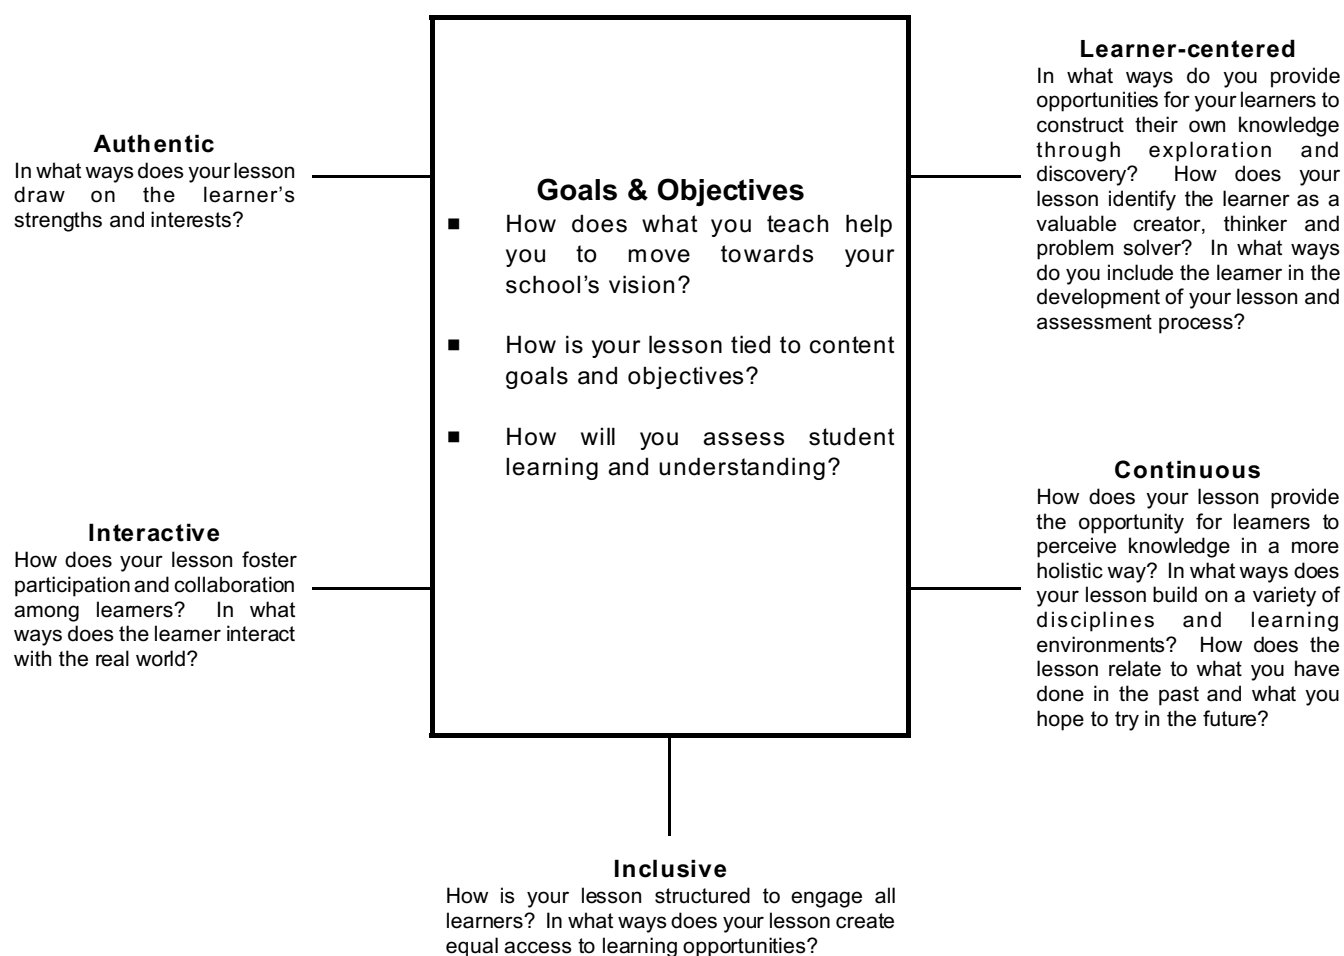 Authentic
In what ways does your lesson
draw on the learner's
strengths and interests?
Interactive
How does your lesson foster
participation and collaboration
among learners? In what
ways does the learner interact
with the real world?
Goals & Objectives
■ How does what you teach help
you to move towards your
school's vision?
■ How is your lesson tied to content
goals and objectives?
■ How will you assess student
learning and understanding?
Learner-centered
In what ways do you provide
opportunities for your learners to
construct their own knowledge
through exploration and
discovery? How does your
lesson identify the learner as a
valuable creator, thinker and
problem solver? In what ways
do you include the learner in the
development of your lesson and
assessment process?
Continuous
How does your lesson provide
the opportunity for learners to
perceive knowledge in a more
holistic way? In what ways does
your lesson build on a variety of
disciplines and learning
environments? How does the
lesson relate to what you have
done in the past and what you
hope to try in the future?
Inclusive
How is your lesson structured to engage all
learners? In what ways does your lesson create
equal access to learning opportunities?